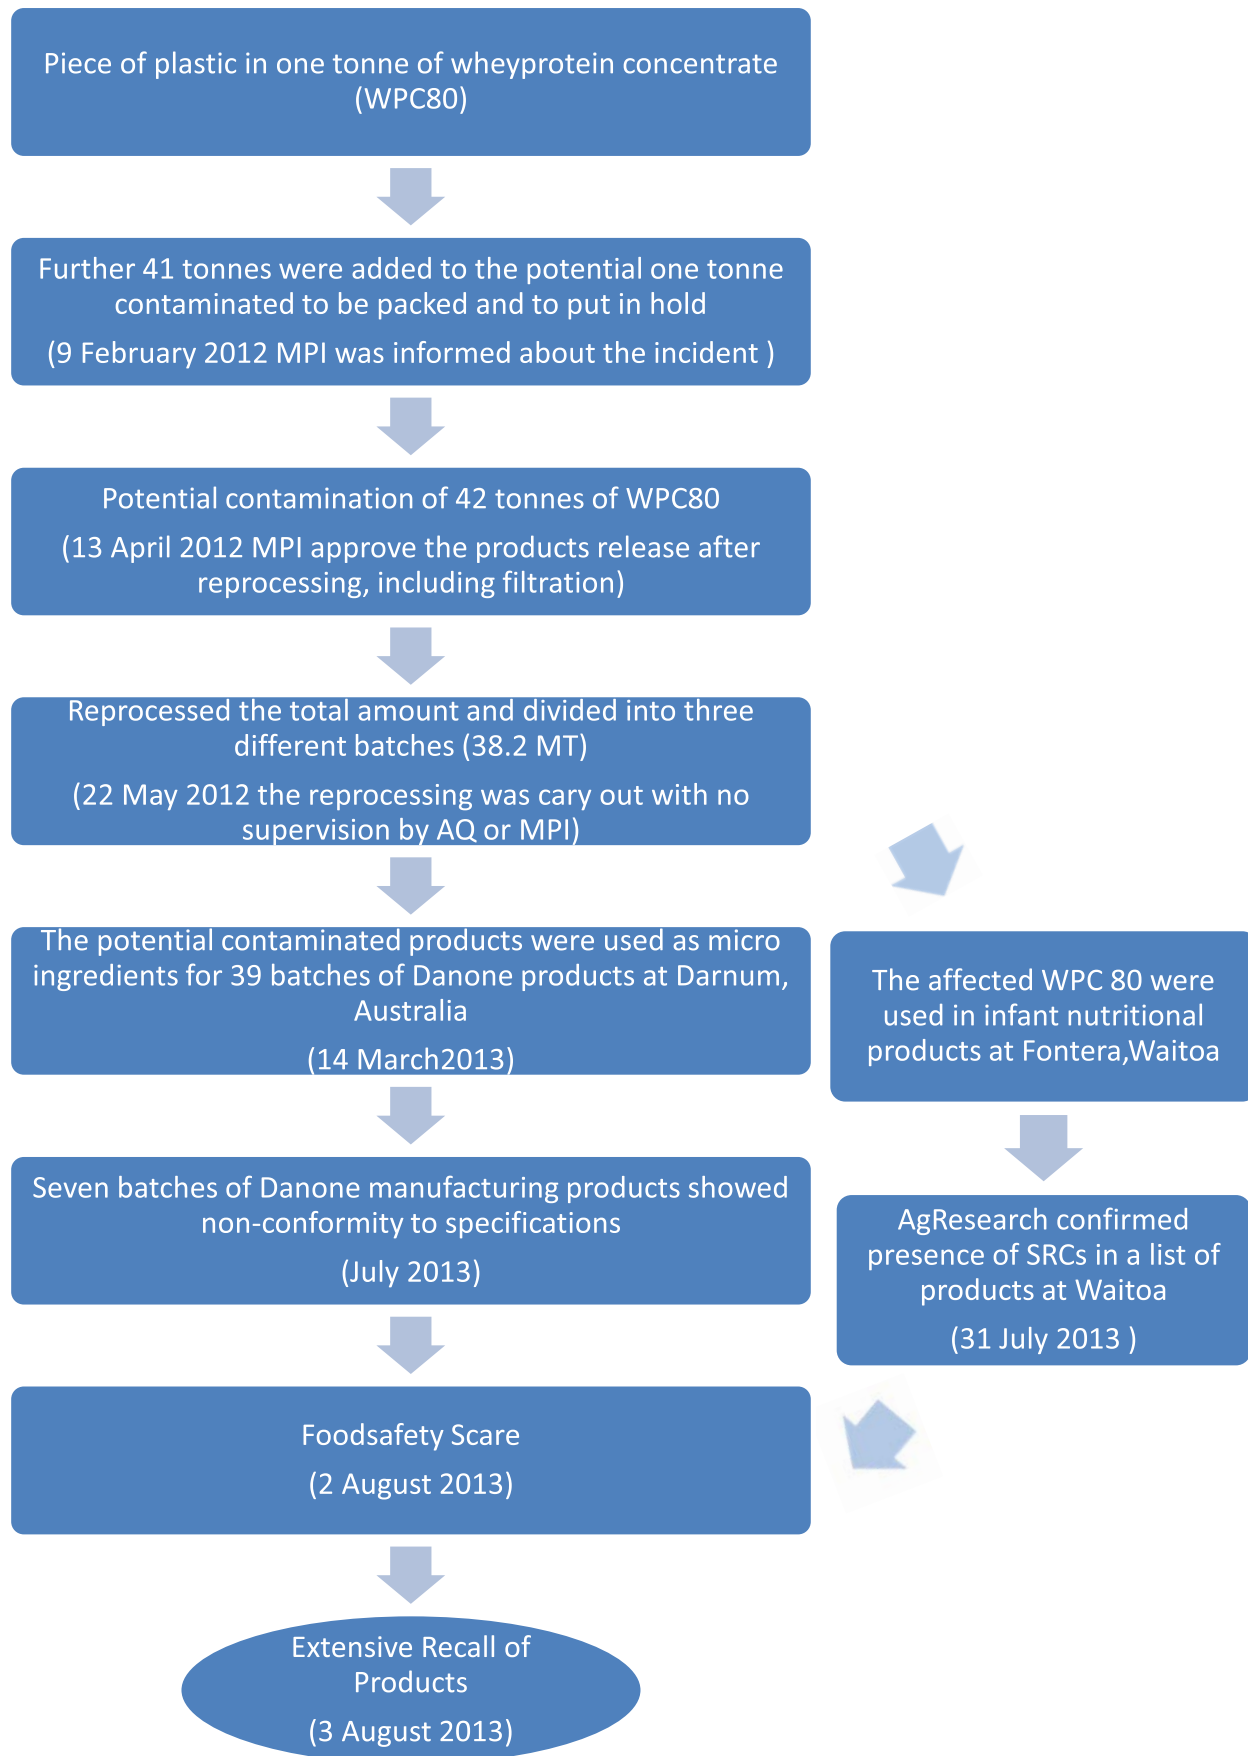 Piece of plastic in one tonne of wheyprotein concentrate
(WPC80)
Further 41 tonnes were added to the potential one tonne
contaminated to be packed and to put in hold
(9 February 2012 MPI was informed about the incident )
Potential contamination of 42 tonnes of WPC80
(13 April 2012 MPI approve the products release after
reprocessing, including filtration)
Reprocessed the total amount and divided into three
different batches (38.2 MT)
(22 May 2012 the reprocessing was cary out with no
supervision by AQ or MPI)
The potential contaminated products were used as micro
ingredients for 39 batches of Danone products at Darnum,
Australia
(14 March2013)
The affected WPC 80 were
used in infant nutritional
products at Fontera,Waitoa
Seven batches of Danone manufacturing products showed
non-conformity to specifications
(July 2013)
AgResearch confirmed
presence of SRCs in a list of
products at Waitoa
(31 July 2013 )
Foodsafety Scare
(2 August 2013)
Extensive Recall of
Products
(3 August 2013)